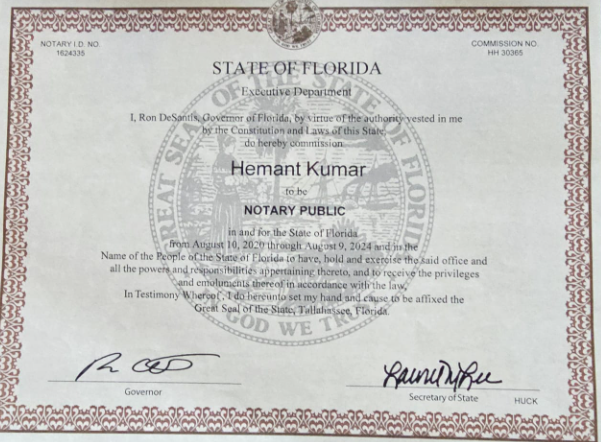 NOTARY I.D. NO.
1624335
COMMISSION NO.
HH 30365
STATE OF FLORIDA
Executive Department
I, Ron DeSantis, Governor of Florida, by virtue of the authority vested in me
by the Constitution and Laws of this State,
do hereby commission
Hemant Kumar
to be
NOTARY PUBLIC
in and for the State of Florida
from August 10, 2020 through August 9, 2024 and in the
Name of the People of the State of Florida to have, hold and exercise the said office and
all the powers and responsibilities appertaining thereto, and to receive the privileges
and emoluments thereof in accordance with the law.
In Testimony Whereof, I do hereunto set my hand and cause to be affixed the
Great Seal of the State, Tallahassee, Florida.
GREAT SEAL OF THE STATE OF FLORIDA
GOD WE TRUST
Governor
Secretary of State
HUCK